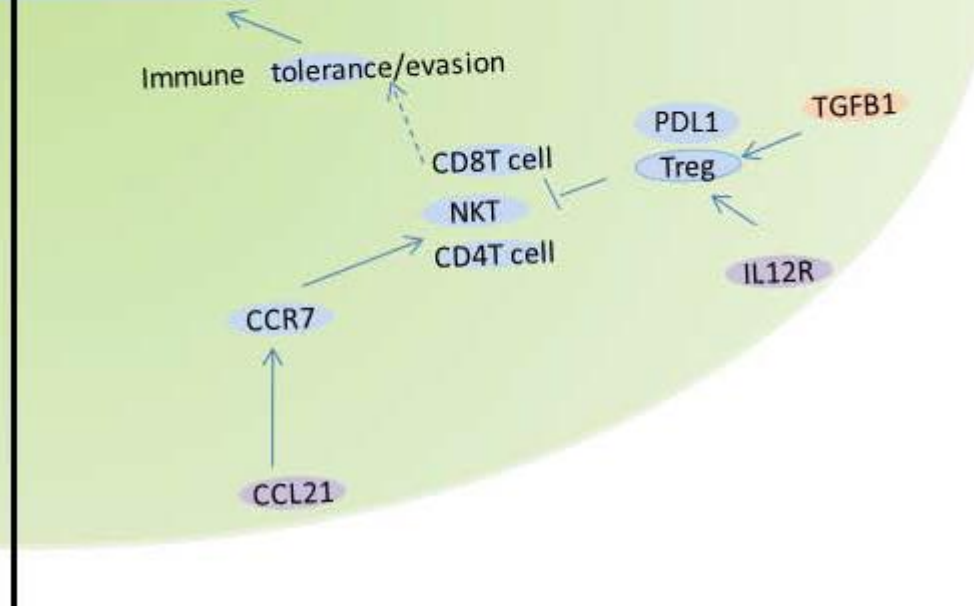 Immune tolerance/evasion
PDL1
TGFB1
CD8T cell
Treg
NKT
CD4T cell
IL12R
CCR7
CCL21